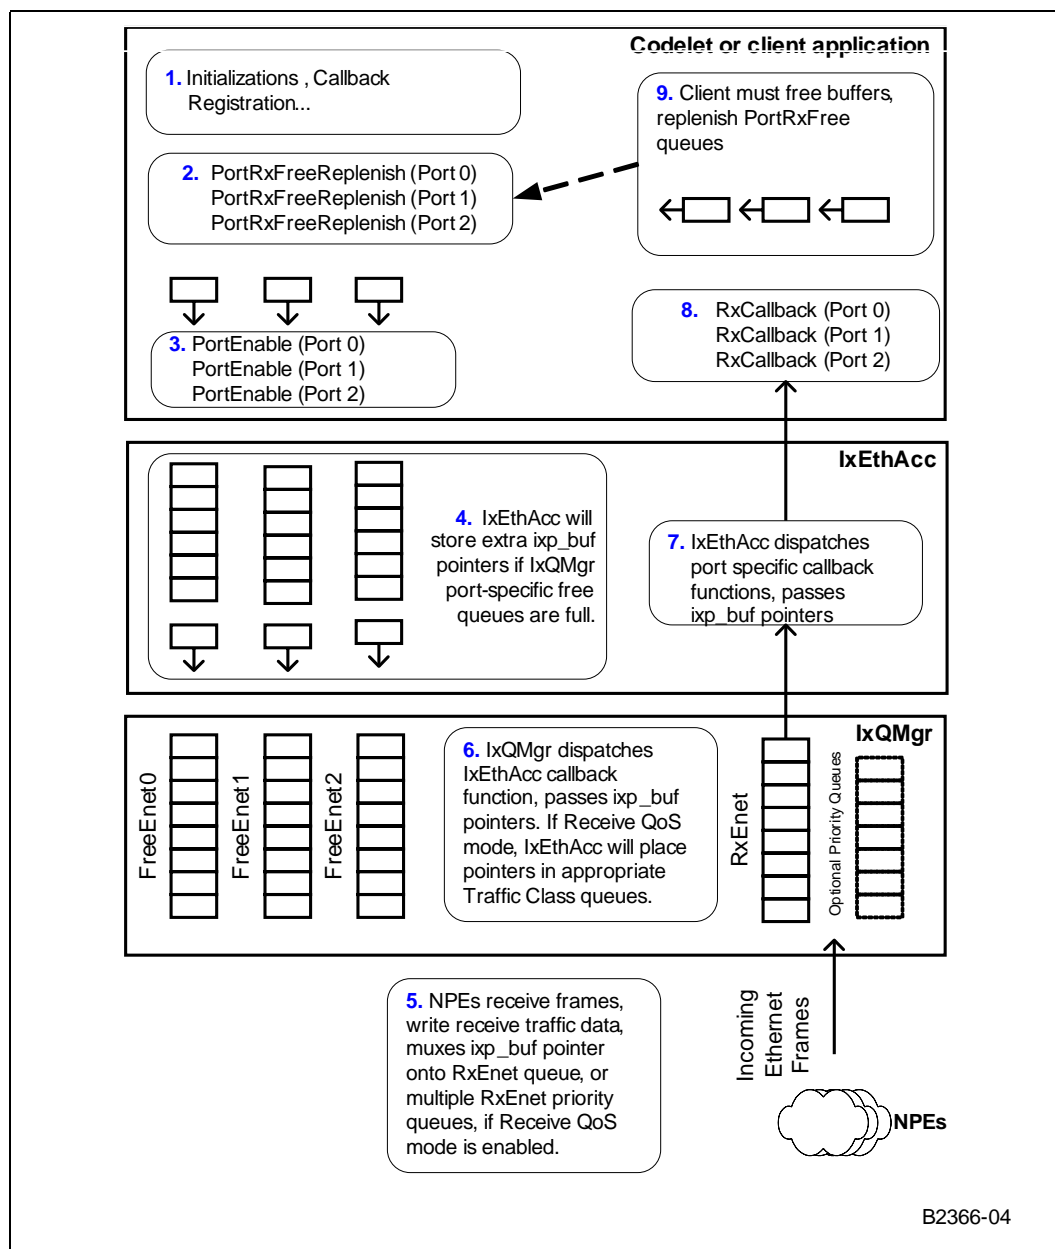 Codelet or client application
1. Initializations , Callback
Registration...
2. PortRxFreeReplenish (Port 0)
PortRxFreeReplenish (Port 1)
PortRxFreeReplenish (Port 2)
9. Client must free buffers,
replenish PortRxFree
queues
3. PortEnable (Port 0)
PortEnable (Port 1)
PortEnable (Port 2)
8. RxCallback (Port 0)
RxCallback (Port 1)
RxCallback (Port 2)
IxEthAcc
4. IxEthAcc will
store extra ixp_buf
pointers if IxQMgr
port-specific free
queues are full.
7. IxEthAcc dispatches
port specific callback
functions, passes
ixp_buf pointers
IxQMgr
FreeEnet0
FreeEnet1
FreeEnet2
6. IxQMgr dispatches
IxEthAcc callback
function, passes ixp_buf
pointers. If Receive QoS
mode, IxEthAcc will place
pointers in appropriate
Traffic Class queues.
RxEnet
Optional Priority Queues
5. NPEs receive frames,
write receive traffic data,
muxes ixp_buf pointer
onto RxEnet queue, or
multiple RxEnet priority
queues, if Receive QoS
mode is enabled.
Incoming
Ethernet
Frames
NPEs
B2366-04